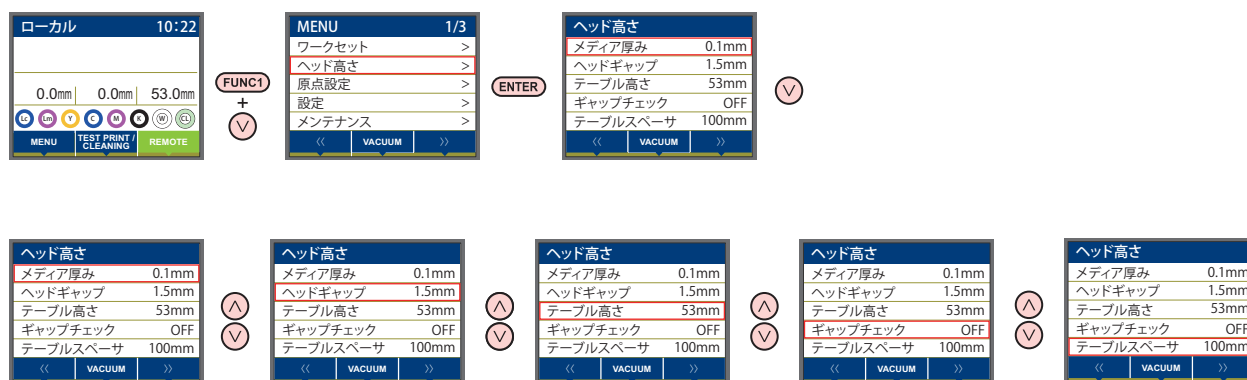 ローカル 10:22
0.0mm 0.0mm 53.0mm
Lc Lm Y C M K W CL
MENU TEST PRINT / CLEANING REMOTE
FUNC1
+
MENU 1/3
ワークセット >
ヘッド高さ >
原点設定 >
設定 >
メンテナンス >
<< VACUUM >>
ENTER
ヘッド高さ
メディア厚み 0.1mm
ヘッドギャップ 1.5mm
テーブル高さ 53mm
ギャップチェック OFF
テーブルスペーサ 100mm
<< VACUUM >>
ヘッド高さ
メディア厚み 0.1mm
ヘッドギャップ 1.5mm
テーブル高さ 53mm
ギャップチェック OFF
テーブルスペーサ 100mm
<< VACUUM >>
ヘッド高さ
メディア厚み 0.1mm
ヘッドギャップ 1.5mm
テーブル高さ 53mm
ギャップチェック OFF
テーブルスペーサ 100mm
<< VACUUM >>
ヘッド高さ
メディア厚み 0.1mm
ヘッドギャップ 1.5mm
テーブル高さ 53mm
ギャップチェック OFF
テーブルスペーサ 100mm
<< VACUUM >>
ヘッド高さ
メディア厚み 0.1mm
ヘッドギャップ 1.5mm
テーブル高さ 53mm
ギャップチェック OFF
テーブルスペーサ 100mm
<< VACUUM >>
ヘッド高さ
メディア厚み 0.1mm
ヘッドギャップ 1.5mm
テーブル高さ 53mm
ギャップチェック OFF
テーブルスペーサ 100mm
<< VACUUM >>